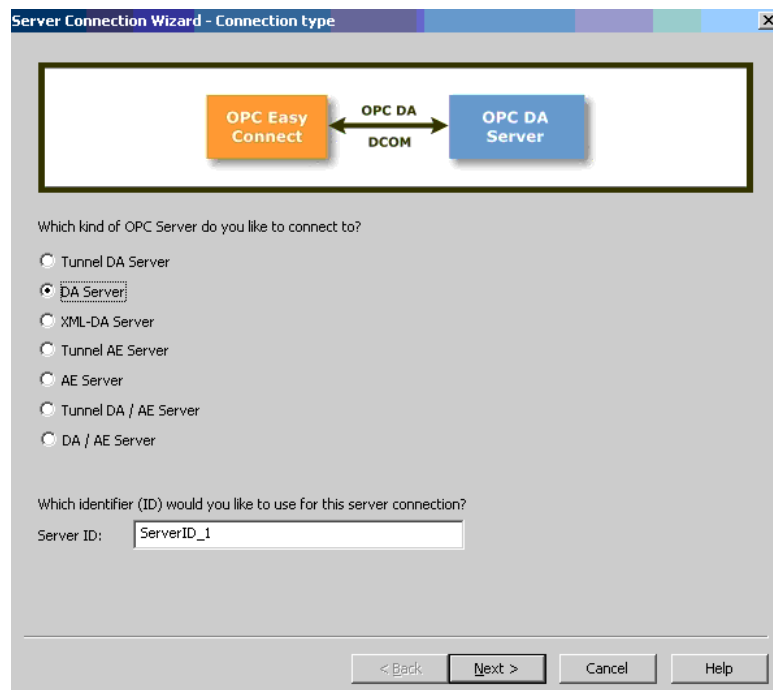 Server Connection Wizard - Connection type
OPC Easy
Connect
OPC DA
DCOM
OPC DA
Server
Which kind of OPC Server do you like to connect to?
Tunnel DA Server
DA Server
XML-DA Server
Tunnel AE Server
AE Server
Tunnel DA / AE Server
DA / AE Server
Which identifier (ID) would you like to use for this server connection?
Server ID: ServerID_1
< Back Next > Cancel Help